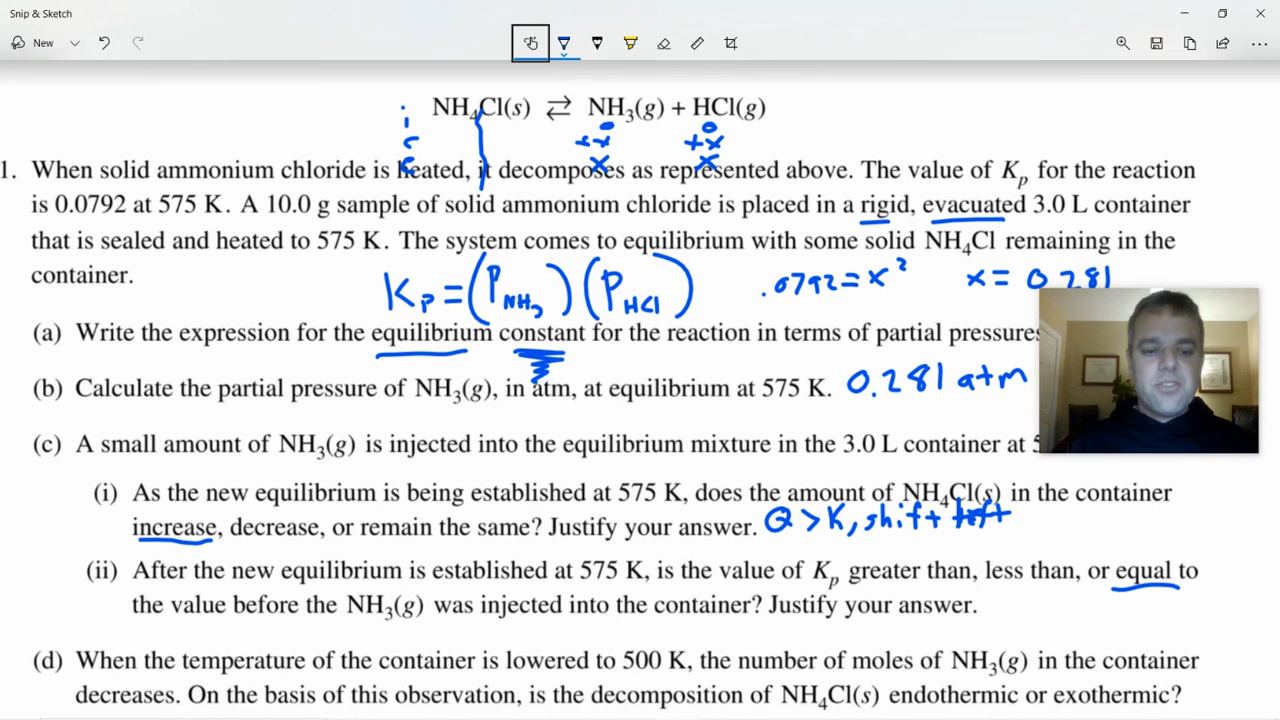 Snip & Sketch
New
NH₄Cl(s) ⇄ NH₃(g) + HCl(g)
i 0 0
c +x +x
e x x
1. When solid ammonium chloride is heated, it decomposes as represented above. The value of Kₚ for the reaction
is 0.0792 at 575 K. A 10.0 g sample of solid ammonium chloride is placed in a rigid, evacuated 3.0 L container
that is sealed and heated to 575 K. The system comes to equilibrium with some solid NH₄Cl remaining in the
container.
Kₚ = (P_NH₃)(P_HCl) .0792 = x² x = 0.281
(a) Write the expression for the equilibrium constant for the reaction in terms of partial pressures
(b) Calculate the partial pressure of NH₃(g), in atm, at equilibrium at 575 K. 0.281 atm
(c) A small amount of NH₃(g) is injected into the equilibrium mixture in the 3.0 L container at
(i) As the new equilibrium is being established at 575 K, does the amount of NH₄Cl(s) in the container
increase, decrease, or remain the same? Justify your answer. Q > K, shift left
(ii) After the new equilibrium is established at 575 K, is the value of Kₚ greater than, less than, or equal to
the value before the NH₃(g) was injected into the container? Justify your answer.
(d) When the temperature of the container is lowered to 500 K, the number of moles of NH₃(g) in the container
decreases. On the basis of this observation, is the decomposition of NH₄Cl(s) endothermic or exothermic?